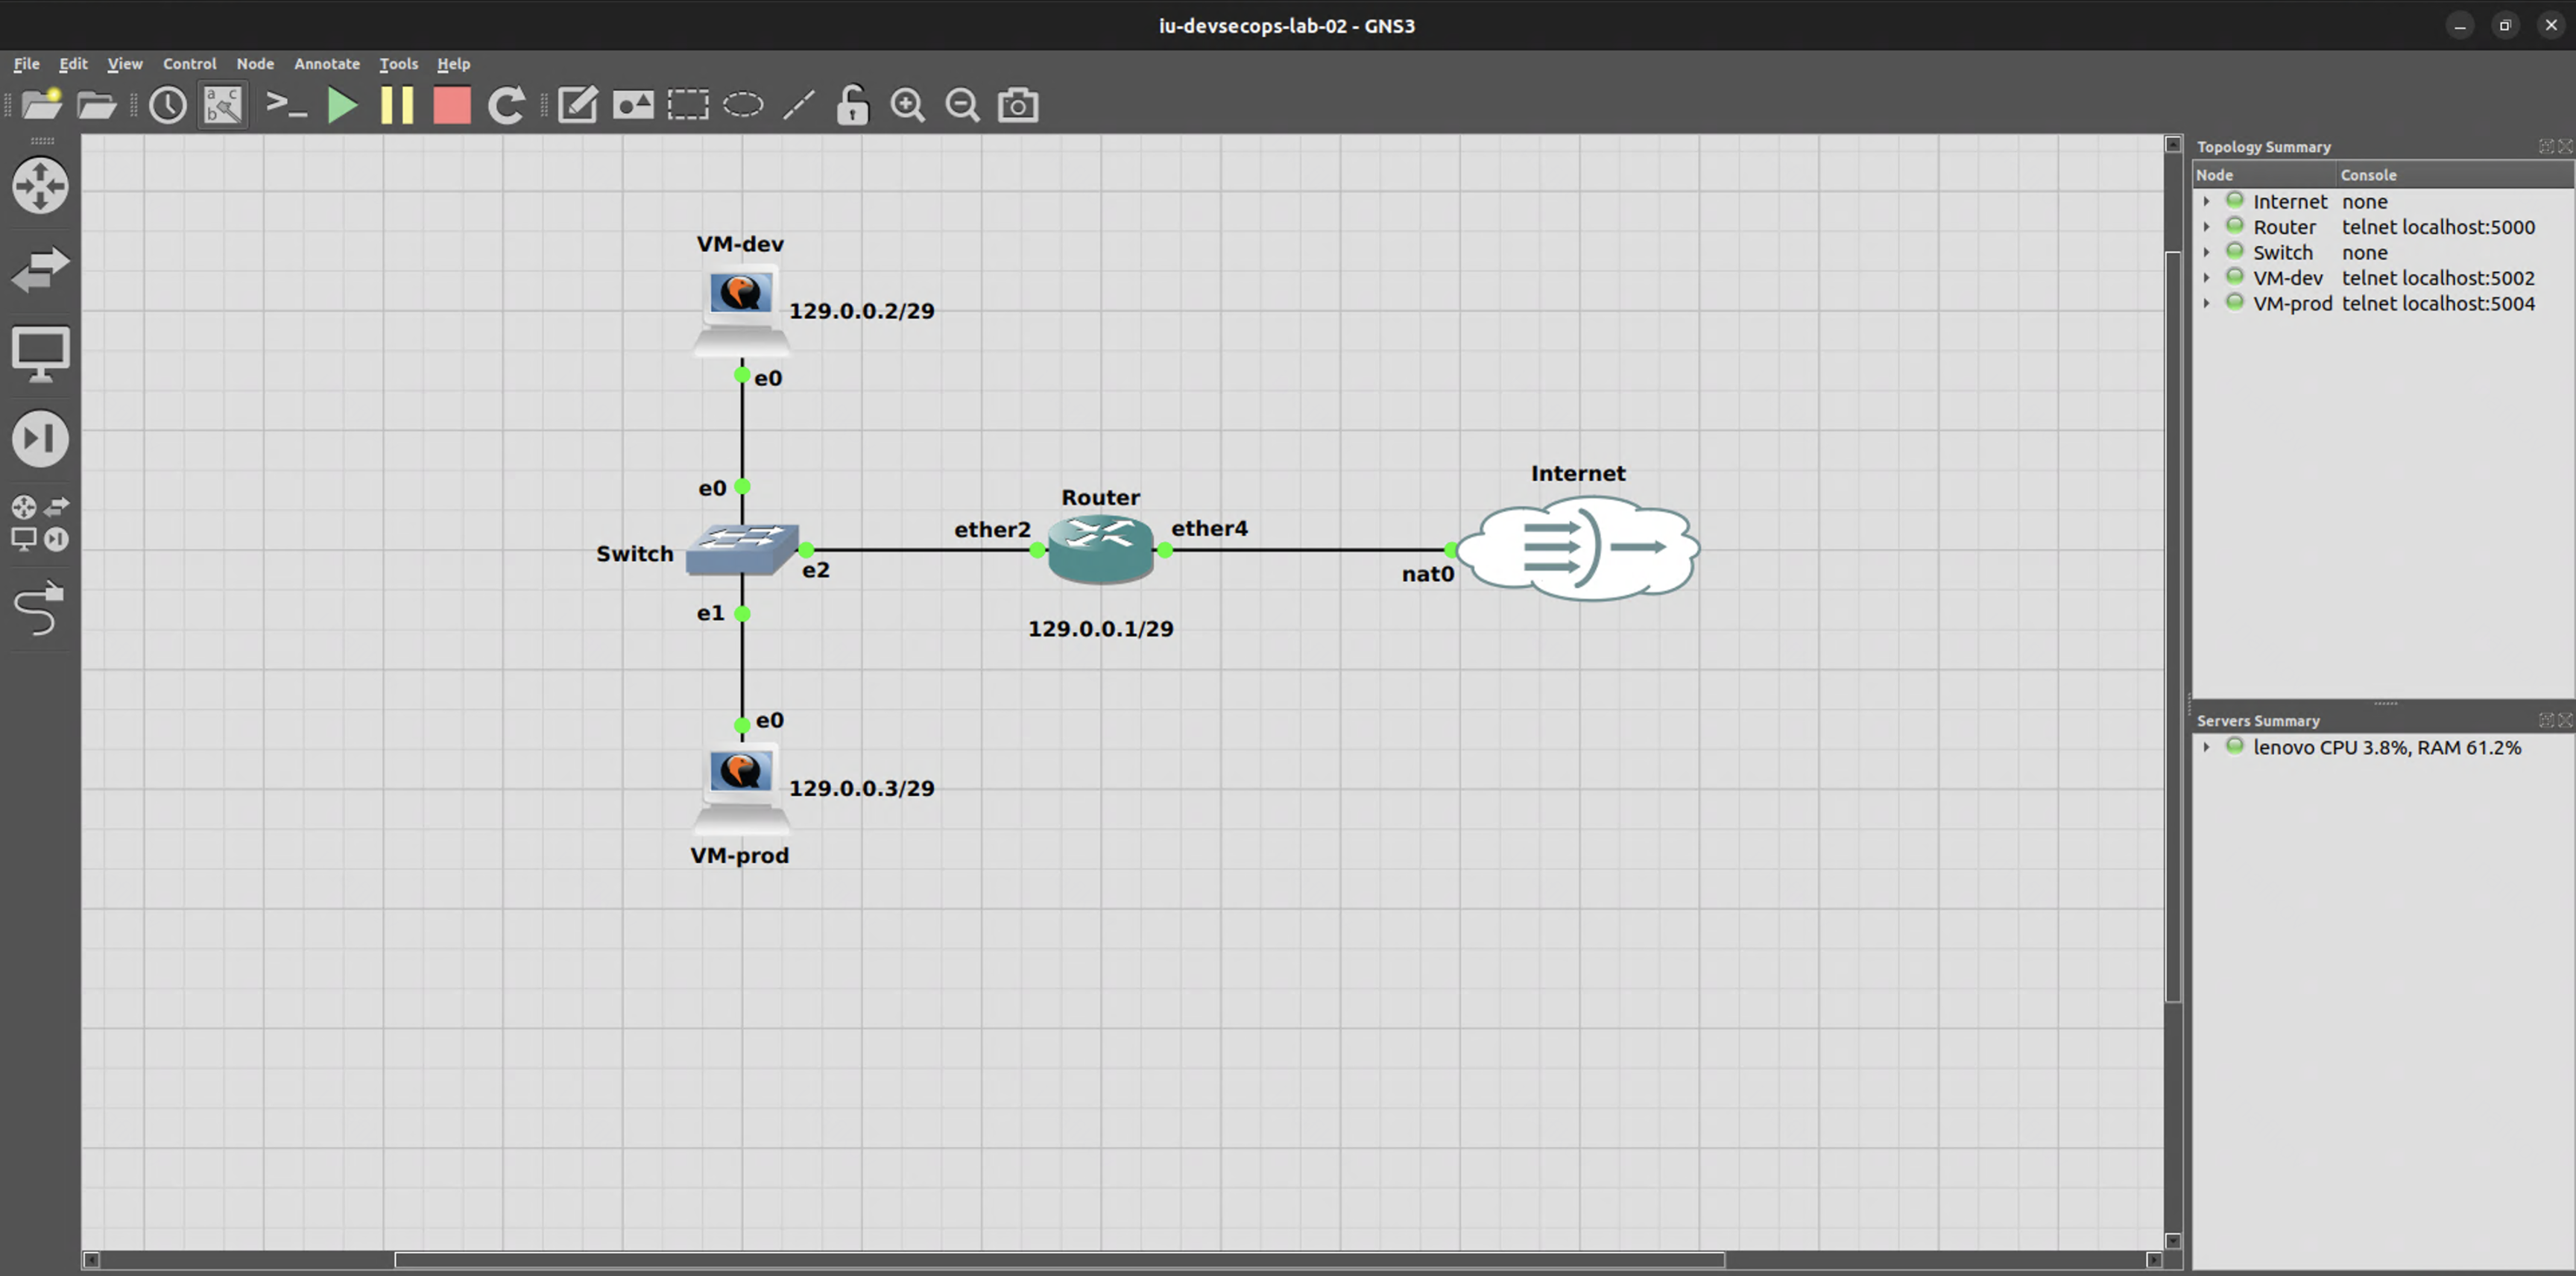 iu-devsecops-lab-02 - GNS3
File Edit View Control Node Annotate Tools Help
VM-dev
129.0.0.2/29
e0
e0
Switch
e2
e1
e0
129.0.0.3/29
VM-prod
Router
ether2
ether4
129.0.0.1/29
Internet
nat0
Topology Summary
Node Console
Internet none
Router telnet localhost:5000
Switch none
VM-dev telnet localhost:5002
VM-prod telnet localhost:5004
Servers Summary
lenovo CPU 3.8%, RAM 61.2%